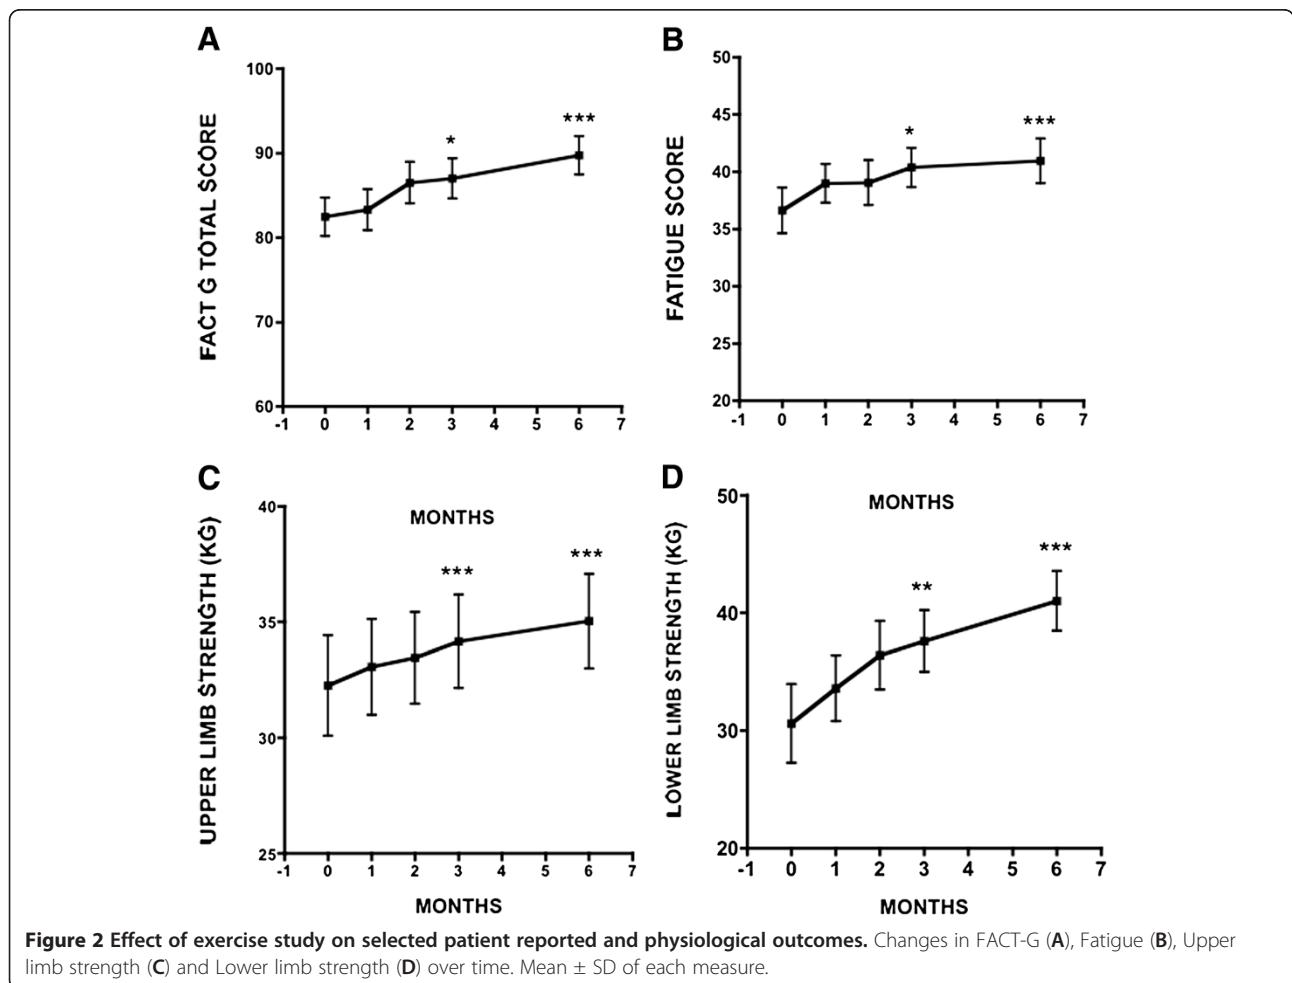 A
B
FACT G TOTAL SCORE
100
90
80
70
60
* ***
-1 0 1 2 3 4 5 6 7
FATIGUE SCORE
50
45
40
35
30
25
20
* ***
-1 0 1 2 3 4 5 6 7
C
D
UPPER LIMB STRENGTH (KG)
MONTHS
40
35
30
25
*** ***
-1 0 1 2 3 4 5 6 7
MONTHS
LOWER LIMB STRENGTH (KG)
MONTHS
50
40
30
20
** ***
-1 0 1 2 3 4 5 6 7
MONTHS
Figure 2 Effect of exercise study on selected patient reported and physiological outcomes. Changes in FACT-G (A), Fatigue (B), Upper
limb strength (C) and Lower limb strength (D) over time. Mean ± SD of each measure.